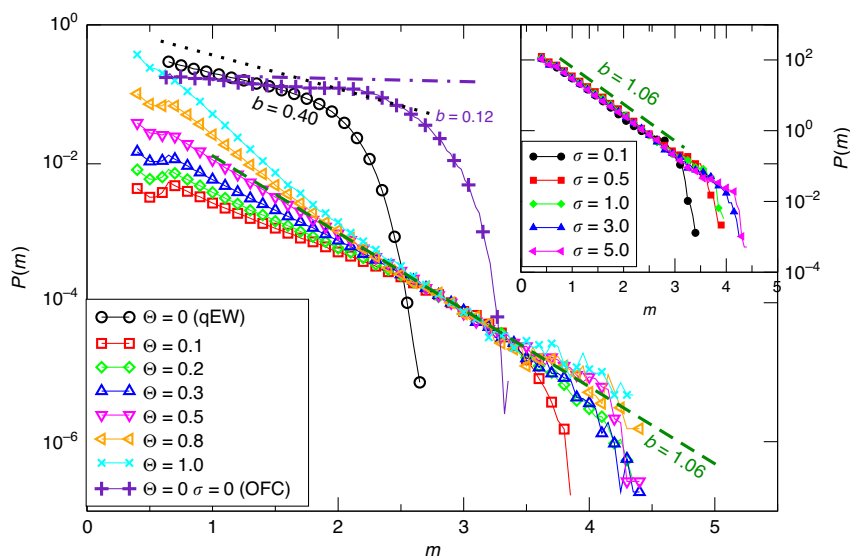 10^0
10^−2
10^−4
10^−6
P(m)
0
1
2
3
4
5
m
b = 0.40
b = 0.12
b = 1.06
Θ = 0 (qEW)
Θ = 0.1
Θ = 0.2
Θ = 0.3
Θ = 0.5
Θ = 0.8
Θ = 1.0
Θ = 0 σ = 0 (OFC)
b = 1.06
σ = 0.1
σ = 0.5
σ = 1.0
σ = 3.0
σ = 5.0
0
1
2
3
4
5
m
10^2
10^0
10^−2
10^−4
P(m)